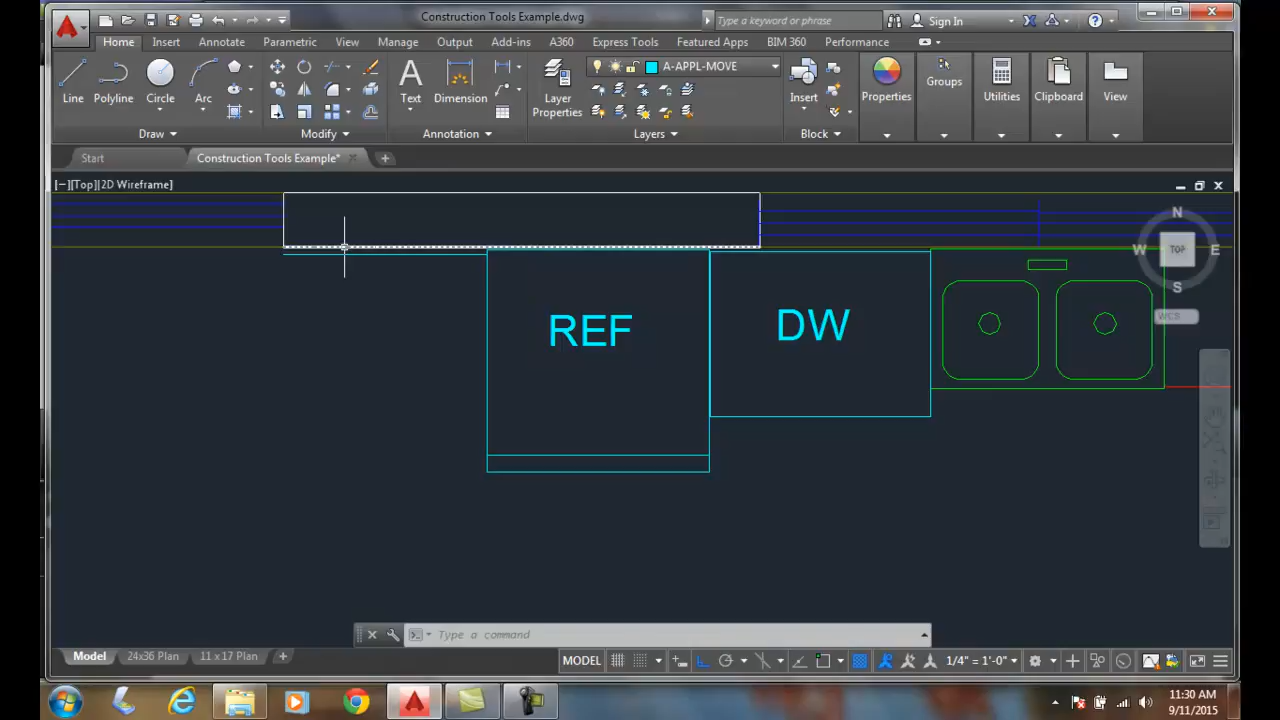 Construction Tools Example.dwg
Type a keyword or phrase
Sign In
Home Insert Annotate Parametric View Manage Output Add-ins A360 Express Tools Featured Apps BIM 360 Performance
A-APPL-MOVE
Line Polyline Circle Arc Text Dimension Layer Properties Insert Properties Groups Utilities Clipboard View
Draw Modify Annotation Layers Block
Start Construction Tools Example*
[−][Top][2D Wireframe]
N
W TOP E
S
WCS
REF DW
Type a command
Model 24x36 Plan 11 x 17 Plan
MODEL 1/4" = 1'-0"
11:30 AM
9/11/2015